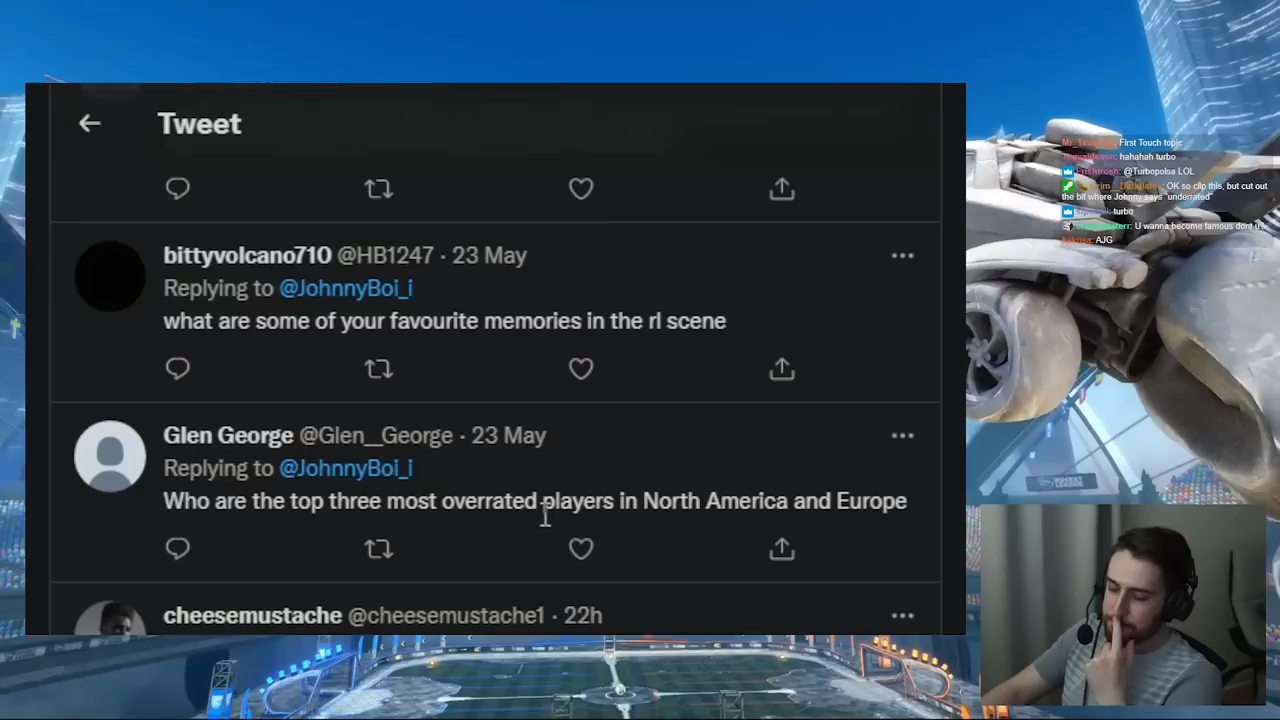 Tweet
bittyvolcano710 @HB1247 · 23 May
Replying to @JohnnyBoi_i
what are some of your favourite memories in the rl scene
Glen George @Glen__George · 23 May
Replying to @JohnnyBoi_i
Who are the top three most overrated players in North America and Europe
cheesemustache @cheesemustache1 · 22h
First Touch topic
hahahah turbo
@Turbopolsa LOL
OK so clip this, but cut out
the bit where Johnny says "underrated"
turbo
U wanna become famous dont u
AJG
ROCKET LEAGUE